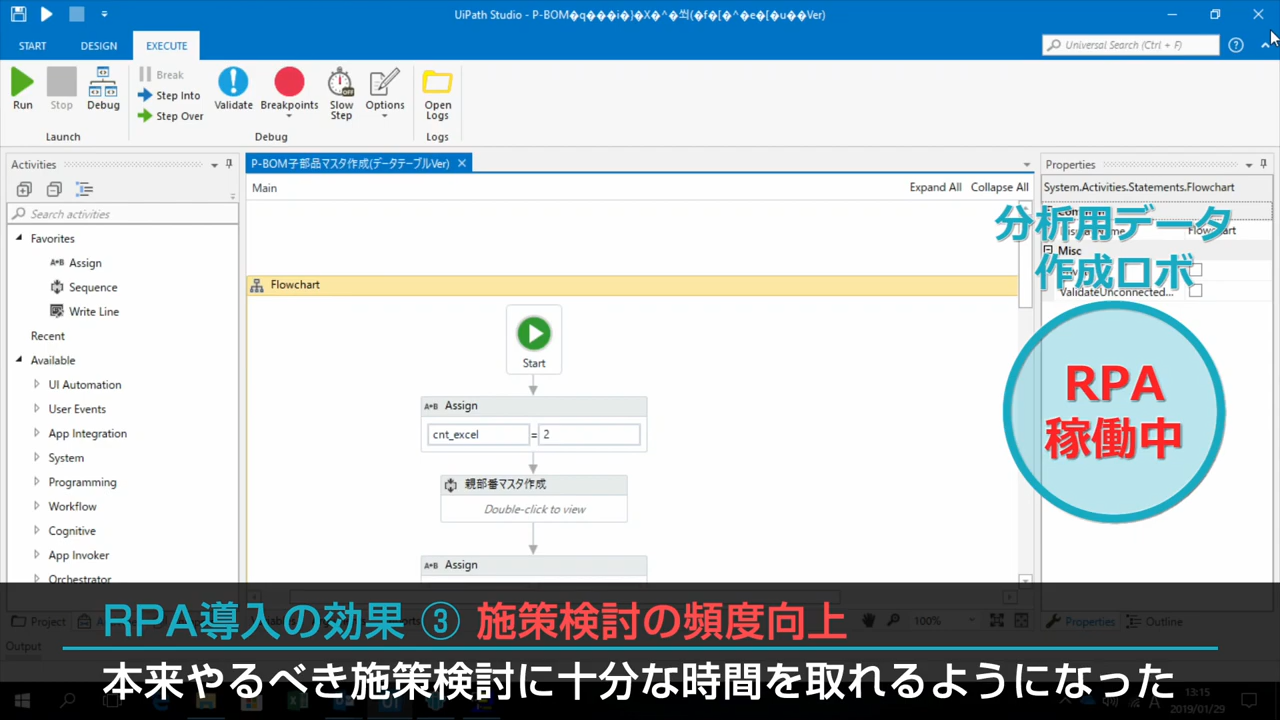 UiPath Studio - P-BOM�q���i�}�X�^�쐬(�f�[�^�e�[�u��Ver)
START
DESIGN
EXECUTE
Universal Search (Ctrl + F)
Run
Stop
Debug
Break
Step Into
Step Over
Validate
Breakpoints
Slow Step
OFF
Options
Open Logs
Launch
Debug
Logs
Activities
Search activities
Favorites
A+B Assign
Sequence
Write Line
Recent
Available
UI Automation
User Events
App Integration
System
Programming
Workflow
Cognitive
App Invoker
Orchestrator
P-BOM子部品マスタ作成(データテーブルVer)
Main
Expand All
Collapse All
Flowchart
Start
A+B Assign
cnt_excel = 2
親部番マスタ作成
Double-click to view
A+B Assign
Properties
System.Activities.Statements.Flowchart
Misc
ValidateUnconnected...
分析用データ
作成ロボ
RPA
稼働中
Project
100%
Properties
Outline
Output
RPA導入の効果 ③ 施策検討の頻度向上
本来やるべき施策検討に十分な時間を取れるようになった
13:15
2019/01/29